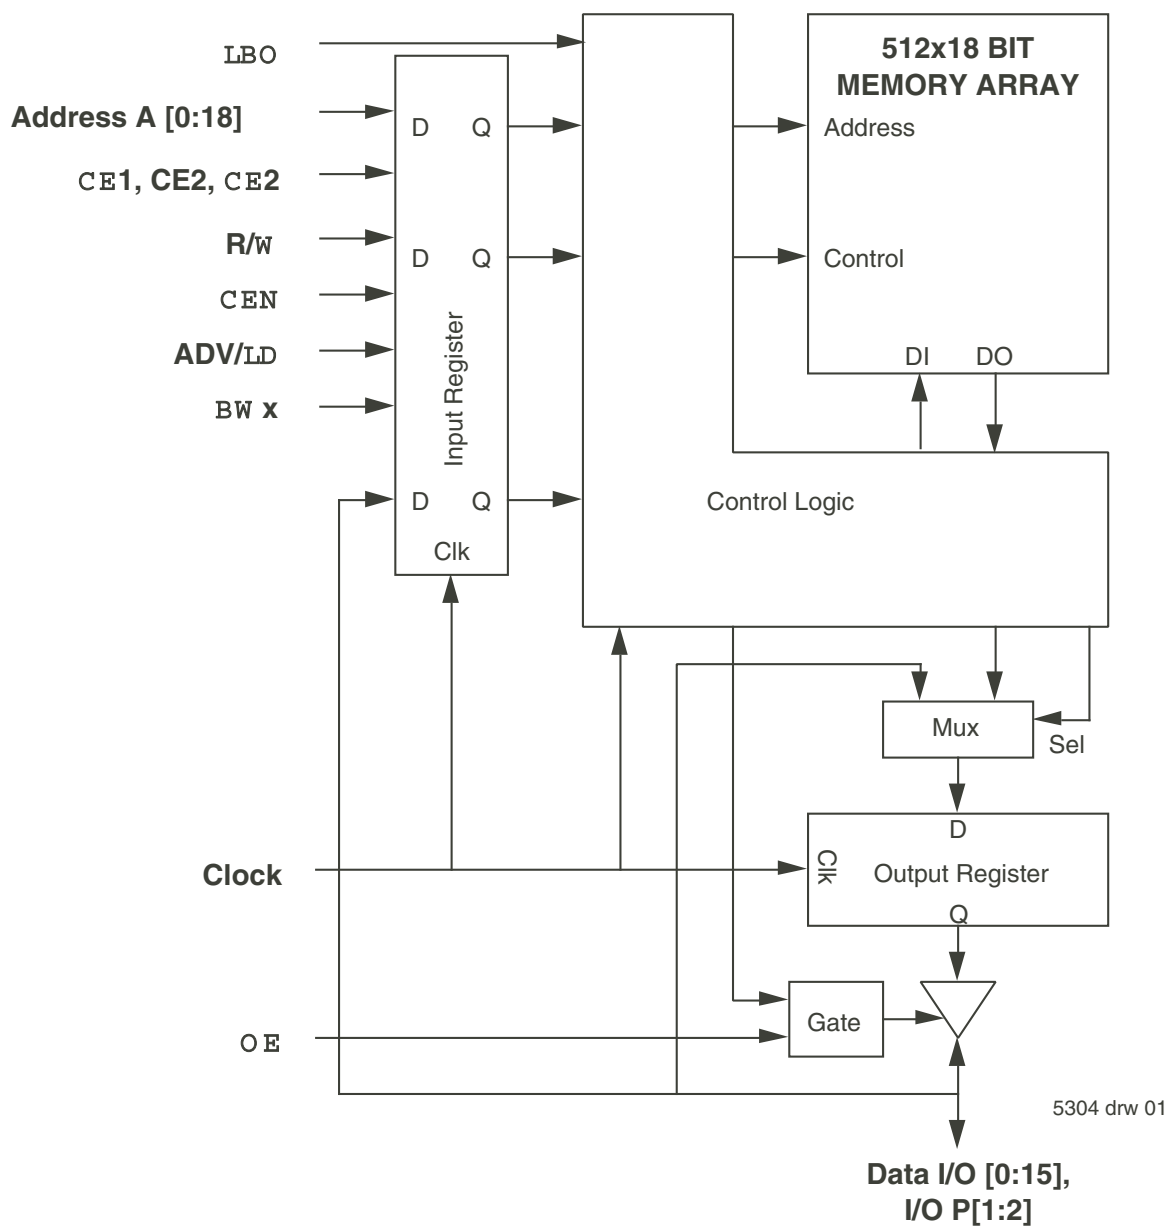 LBO
512x18 BIT
MEMORY ARRAY
Address A [0:18]
D Q
Address
CE1, CE2, CE2
R/W
D Q
Control
CEN
Input Register
ADV/LD
DI DO
BW x
D Q
Control Logic
Clk
Mux
Sel
D
Clock
Clk
Output Register
Q
Gate
OE
5304 drw 01
Data I/O [0:15],
I/O P[1:2]